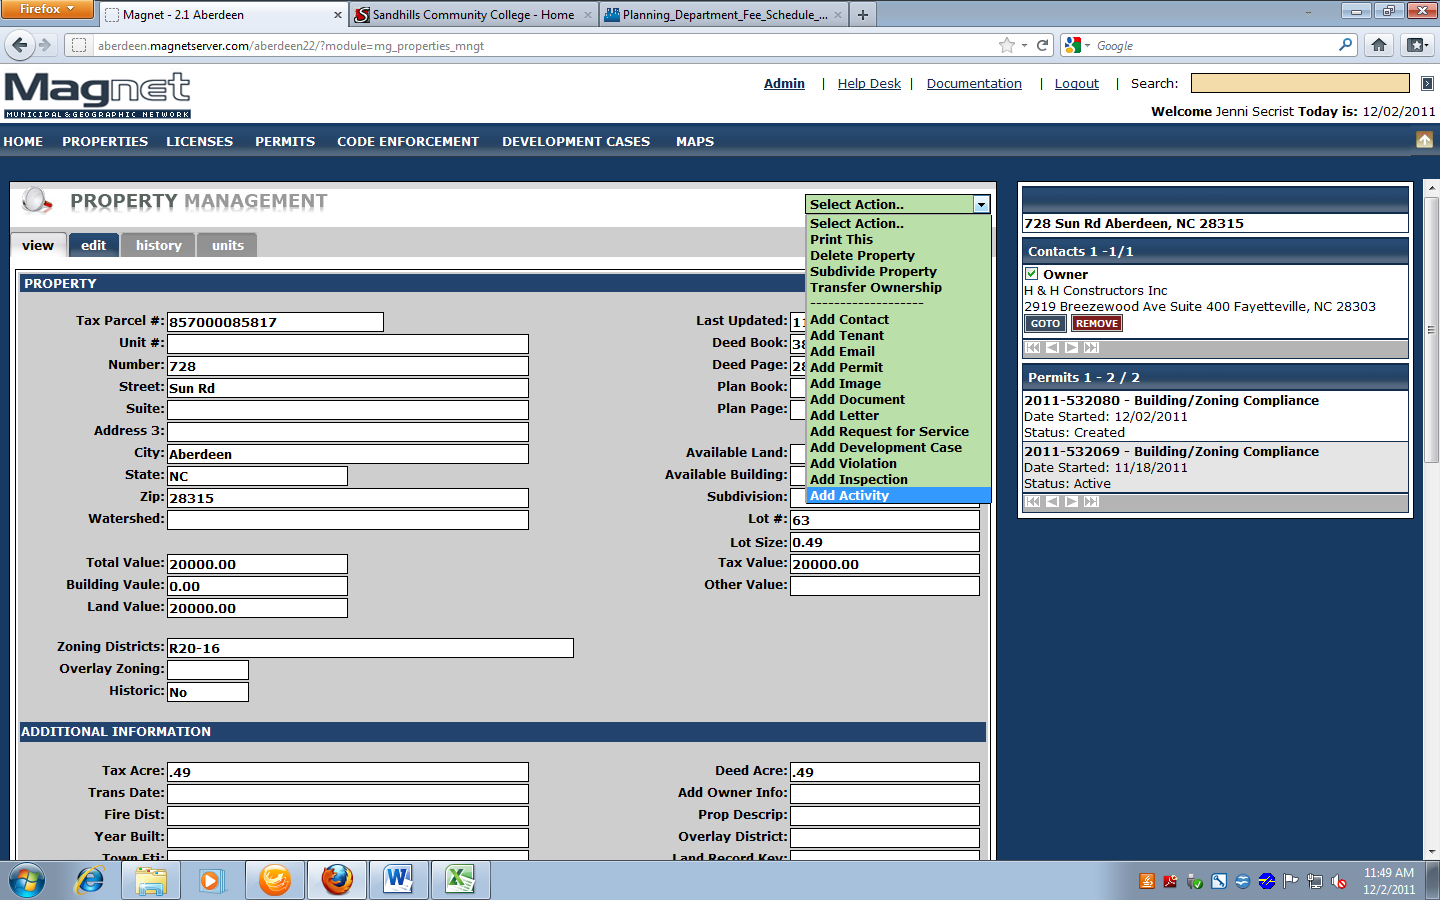 Firefox
Magnet - 2.1 Aberdeen
Sandhills Community College - Home
Planning_Department_Fee_Schedule_...
aberdeen.magnetserver.com/aberdeen22/?module=mg_properties_mngt
Google
Magnet
MUNICIPAL & GEOGRAPHIC NETWORK
Admin | Help Desk | Documentation | Logout | Search:
Welcome Jenni Secrist Today is: 12/02/2011
HOME PROPERTIES LICENSES PERMITS CODE ENFORCEMENT DEVELOPMENT CASES MAPS
PROPERTY MANAGEMENT
view edit history units
Select Action..
Select Action..
Print This
Delete Property
Subdivide Property
Transfer Ownership
-------------------
Add Contact
Add Tenant
Add Email
Add Permit
Add Image
Add Document
Add Letter
Add Request for Service
Add Development Case
Add Violation
Add Inspection
Add Activity
PROPERTY
Tax Parcel #: 857000085817
Unit #:
Number: 728
Street: Sun Rd
Suite:
Address 3:
City: Aberdeen
State: NC
Zip: 28315
Watershed:
Total Value: 20000.00
Building Vaule: 0.00
Land Value: 20000.00
Zoning Districts: R20-16
Overlay Zoning:
Historic: No
Last Updated: 11
Deed Book: 38
Deed Page: 28
Plan Book:
Plan Page:
Available Land:
Available Building:
Subdivision:
Lot #: 63
Lot Size: 0.49
Tax Value: 20000.00
Other Value:
ADDITIONAL INFORMATION
Tax Acre: .49
Trans Date:
Fire Dist:
Year Built:
Town Etj:
Deed Acre: .49
Add Owner Info:
Prop Descrip:
Overlay District:
Land Record Key:
728 Sun Rd Aberdeen, NC 28315
Contacts 1 -1/1
Owner
H & H Constructors Inc
2919 Breezewood Ave Suite 400 Fayetteville, NC 28303
GOTO REMOVE
Permits 1 - 2 / 2
2011-532080 - Building/Zoning Compliance
Date Started: 12/02/2011
Status: Created
2011-532069 - Building/Zoning Compliance
Date Started: 11/18/2011
Status: Active
11:49 AM
12/2/2011